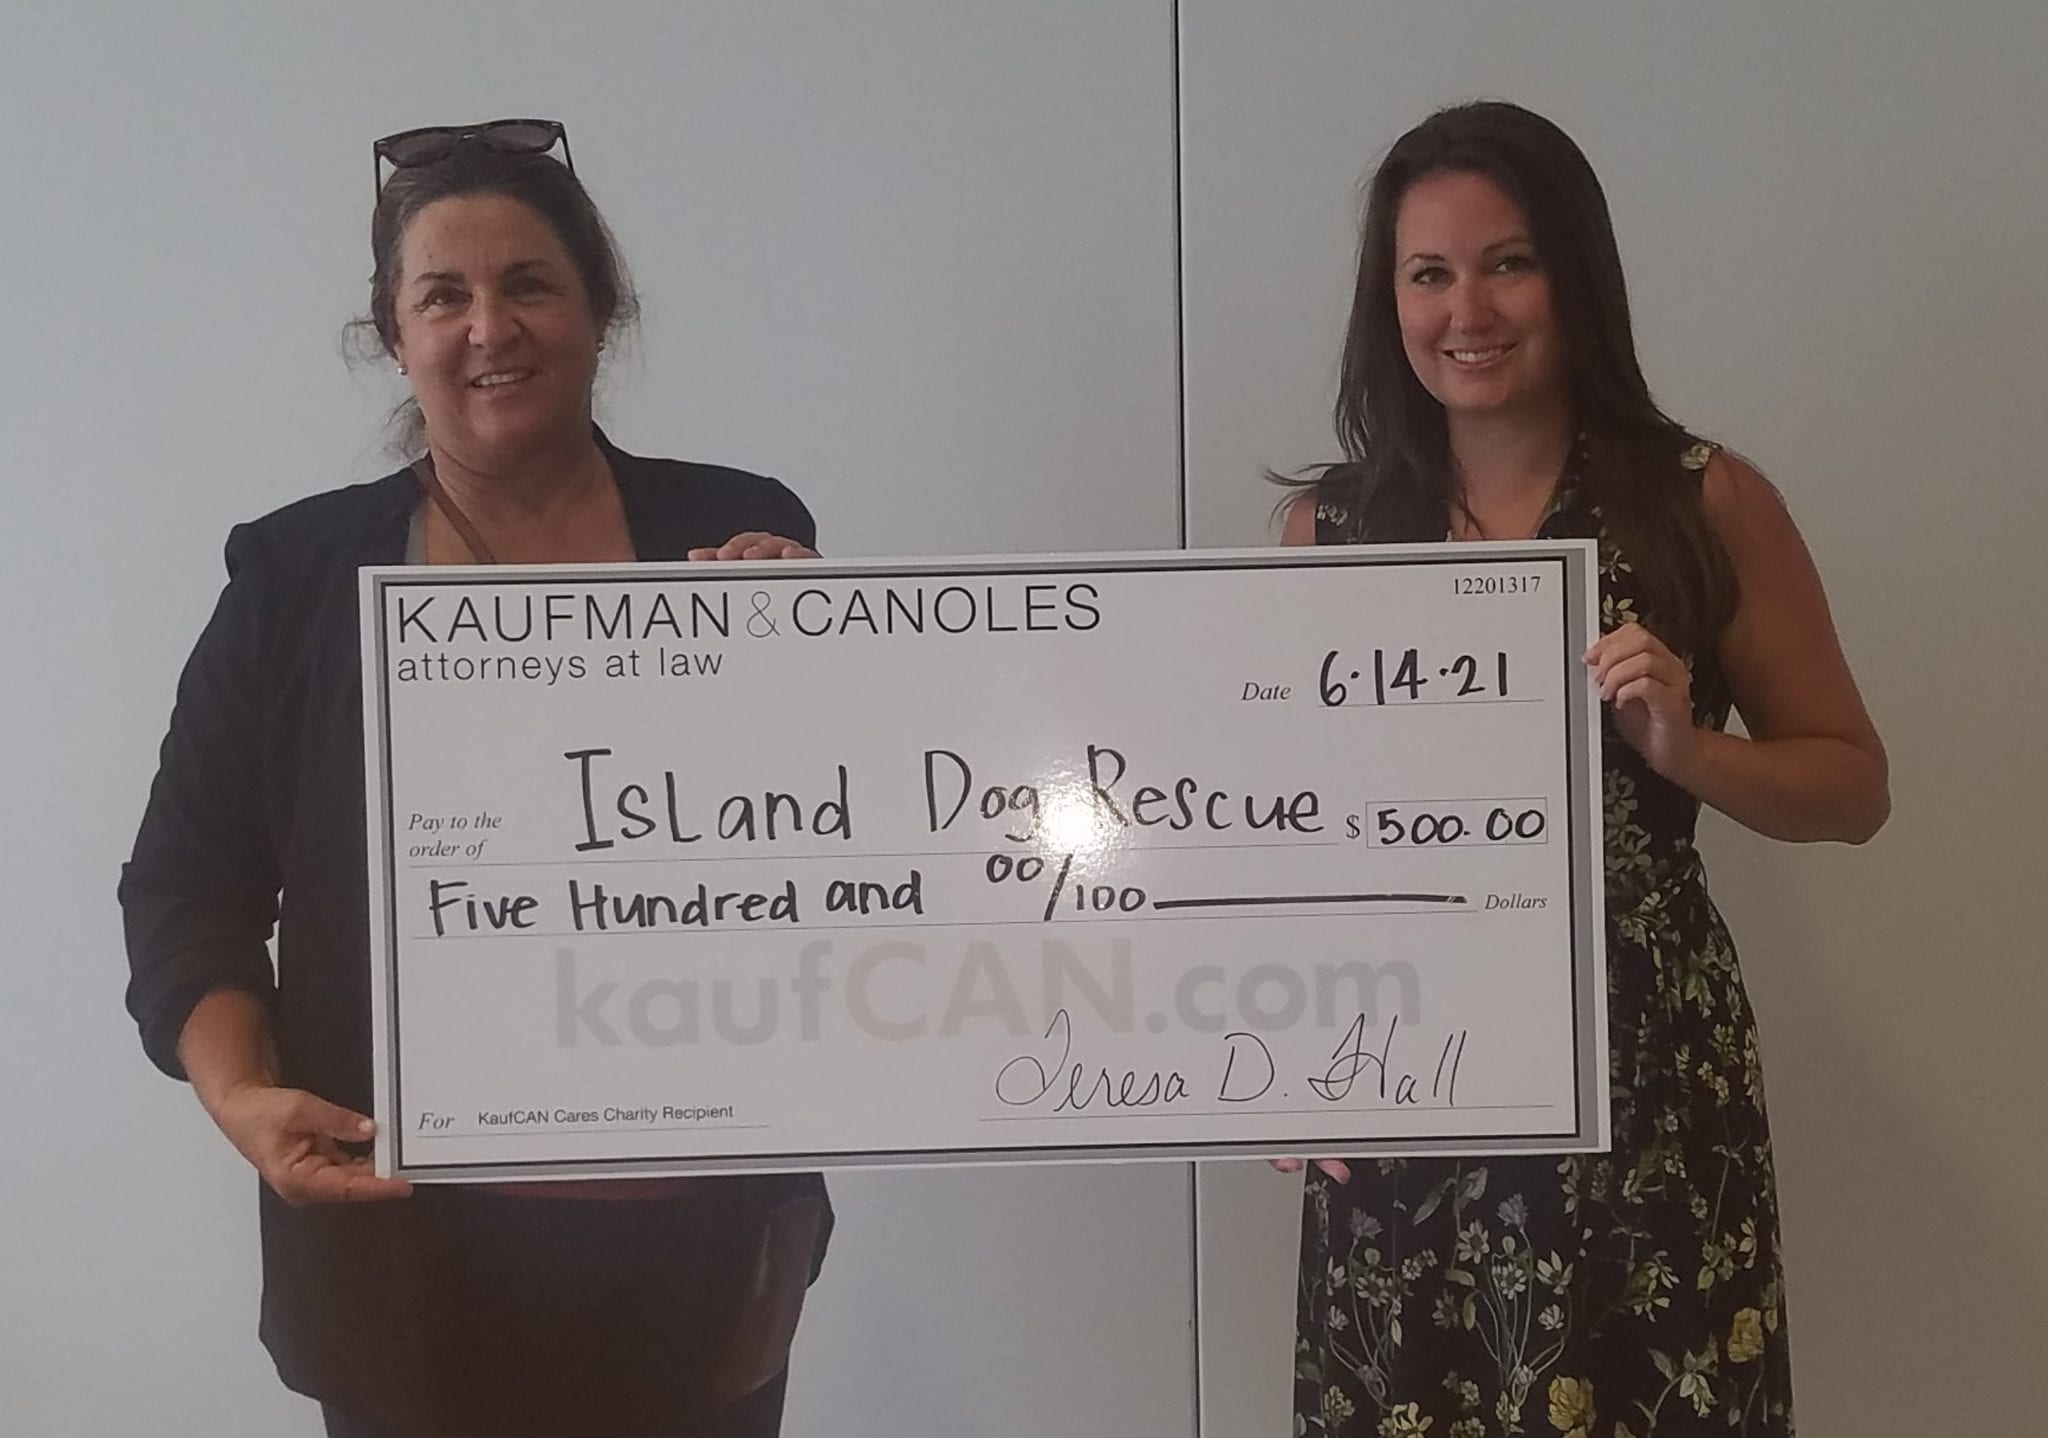 KAUFMAN & CANOLES
attorneys at law
12201317
Date 6·14·21
Pay to the
order of
Island Dog Rescue $ 500.00
Five Hundred and 00/100 Dollars
kaufCAN.com
Teresa D. Hall
For KaufCAN Cares Charity Recipient